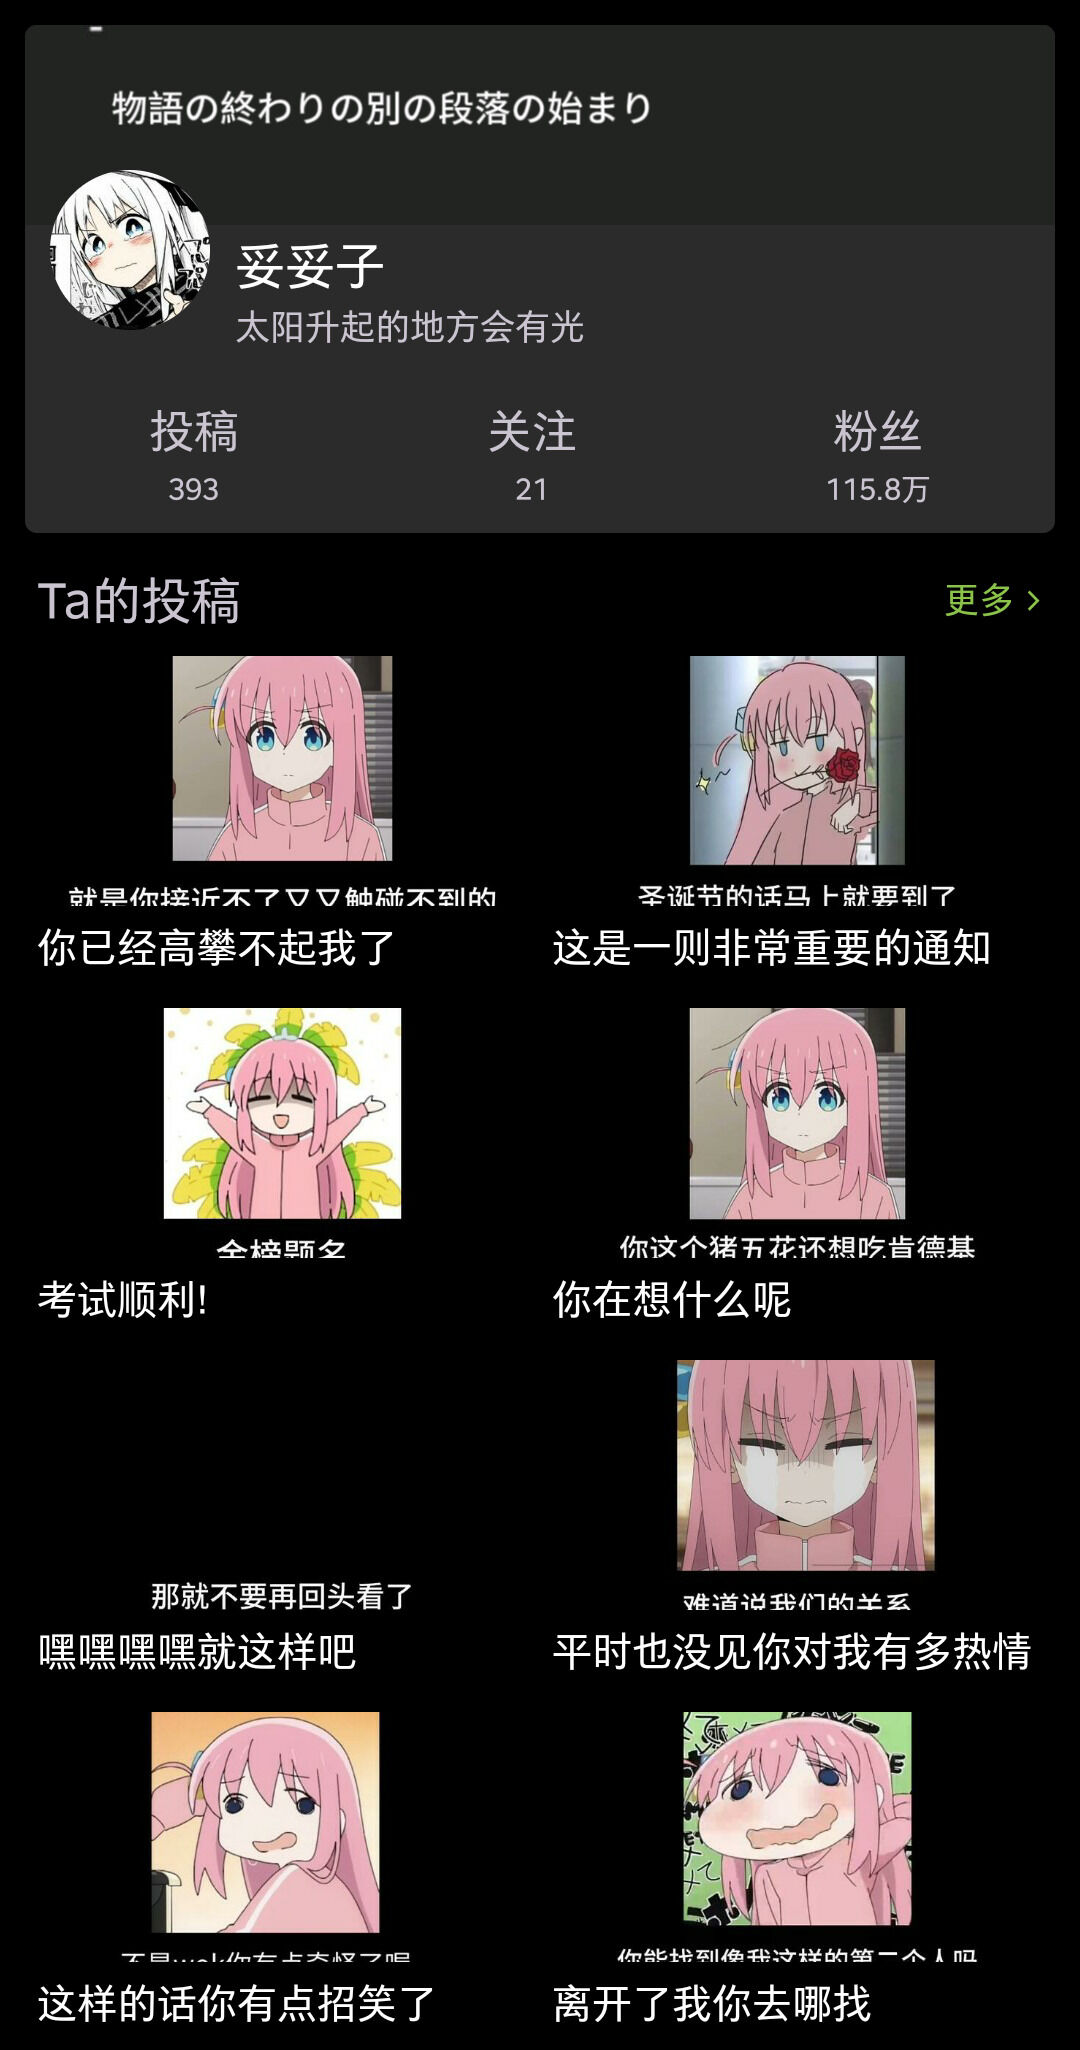 物語の終わりの別の段落の始まり
妥妥子
太阳升起的地方会有光
投稿 关注 粉丝
393 21 115.8万
Ta的投稿 更多 >
就是你接近不了又又触碰不到的 圣诞节的话马上就要到了
你已经高攀不起我了 这是一则非常重要的通知
金榜题名 你这个猪五花还想吃肯德基
考试顺利! 你在想什么呢
那就不要再回头看了 难道说我们的关系
嘿嘿嘿嘿就这样吧 平时也没见你对我有多热情
不是wok你有点奇怪了喔 你能找到像我这样的第二个人吗
这样的话你有点招笑了 离开了我你去哪找